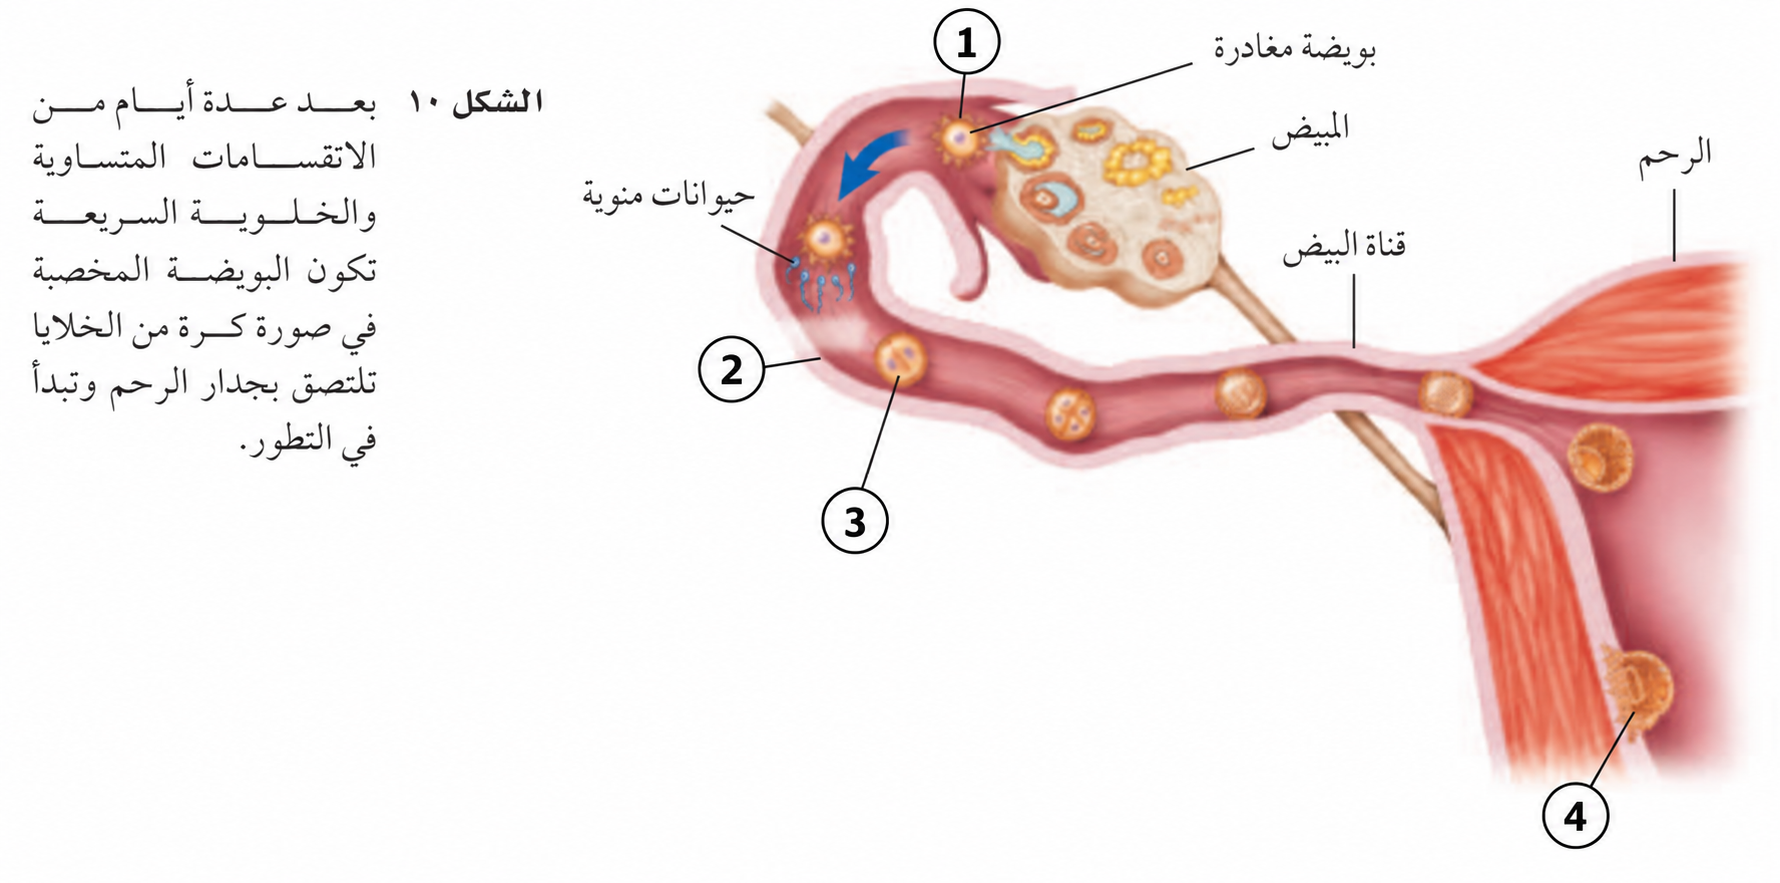 الشكل ١٠
بعد عدة أيام من
الاتقسامات المتساوية
والخلوية السريعة
تكون البويضة المخصبة
في صورة كرة من الخلايا
تلتصق بجدار الرحم وتبدأ
في التطور.
1
بويضة مغادرة
المبيض
الرحم
حيوانات منوية
قناة البيض
2
3
4